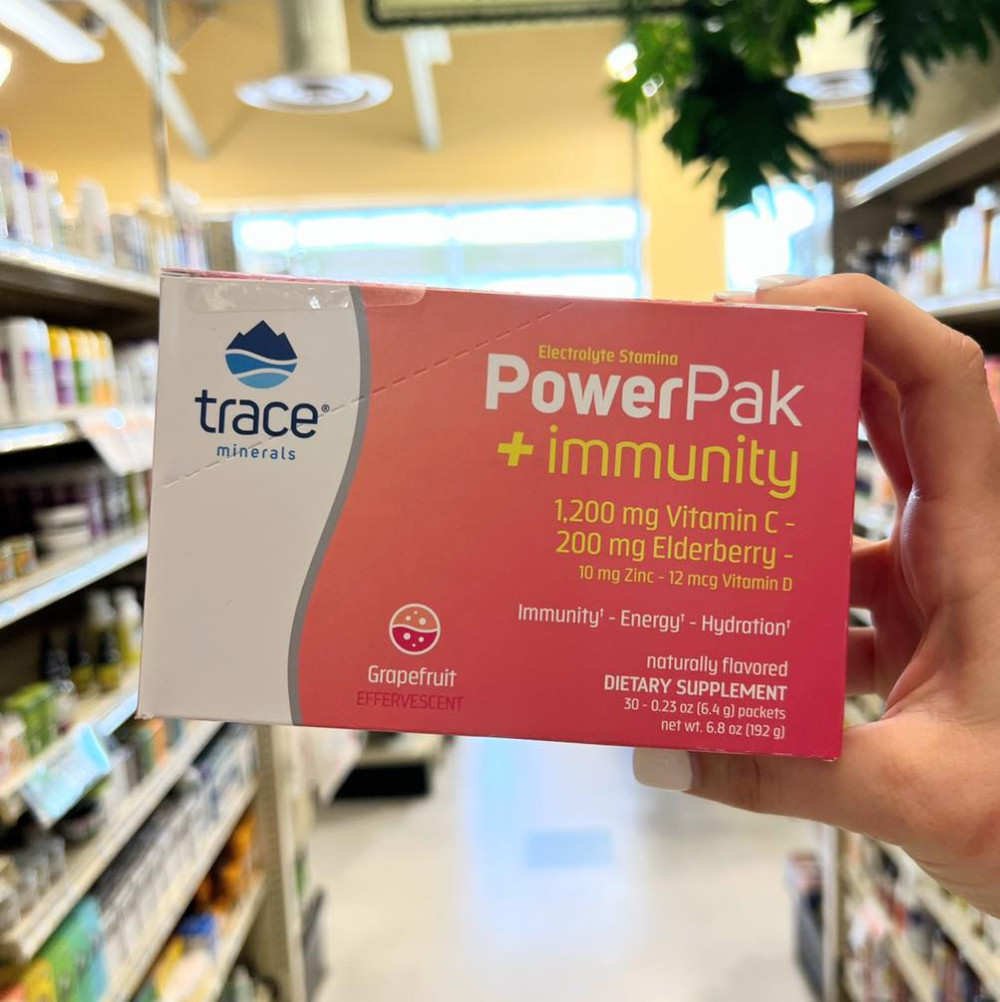 trace®
minerals
Electrolyte Stamina
PowerPak
+ immunity
1,200 mg Vitamin C -
200 mg Elderberry -
10 mg Zinc - 12 mcg Vitamin D
Immunity† - Energy† - Hydration†
Grapefruit
EFFERVESCENT
naturally flavored
DIETARY SUPPLEMENT
30 - 0.23 oz (6.4 g) packets
net wt. 6.8 oz (192 g)